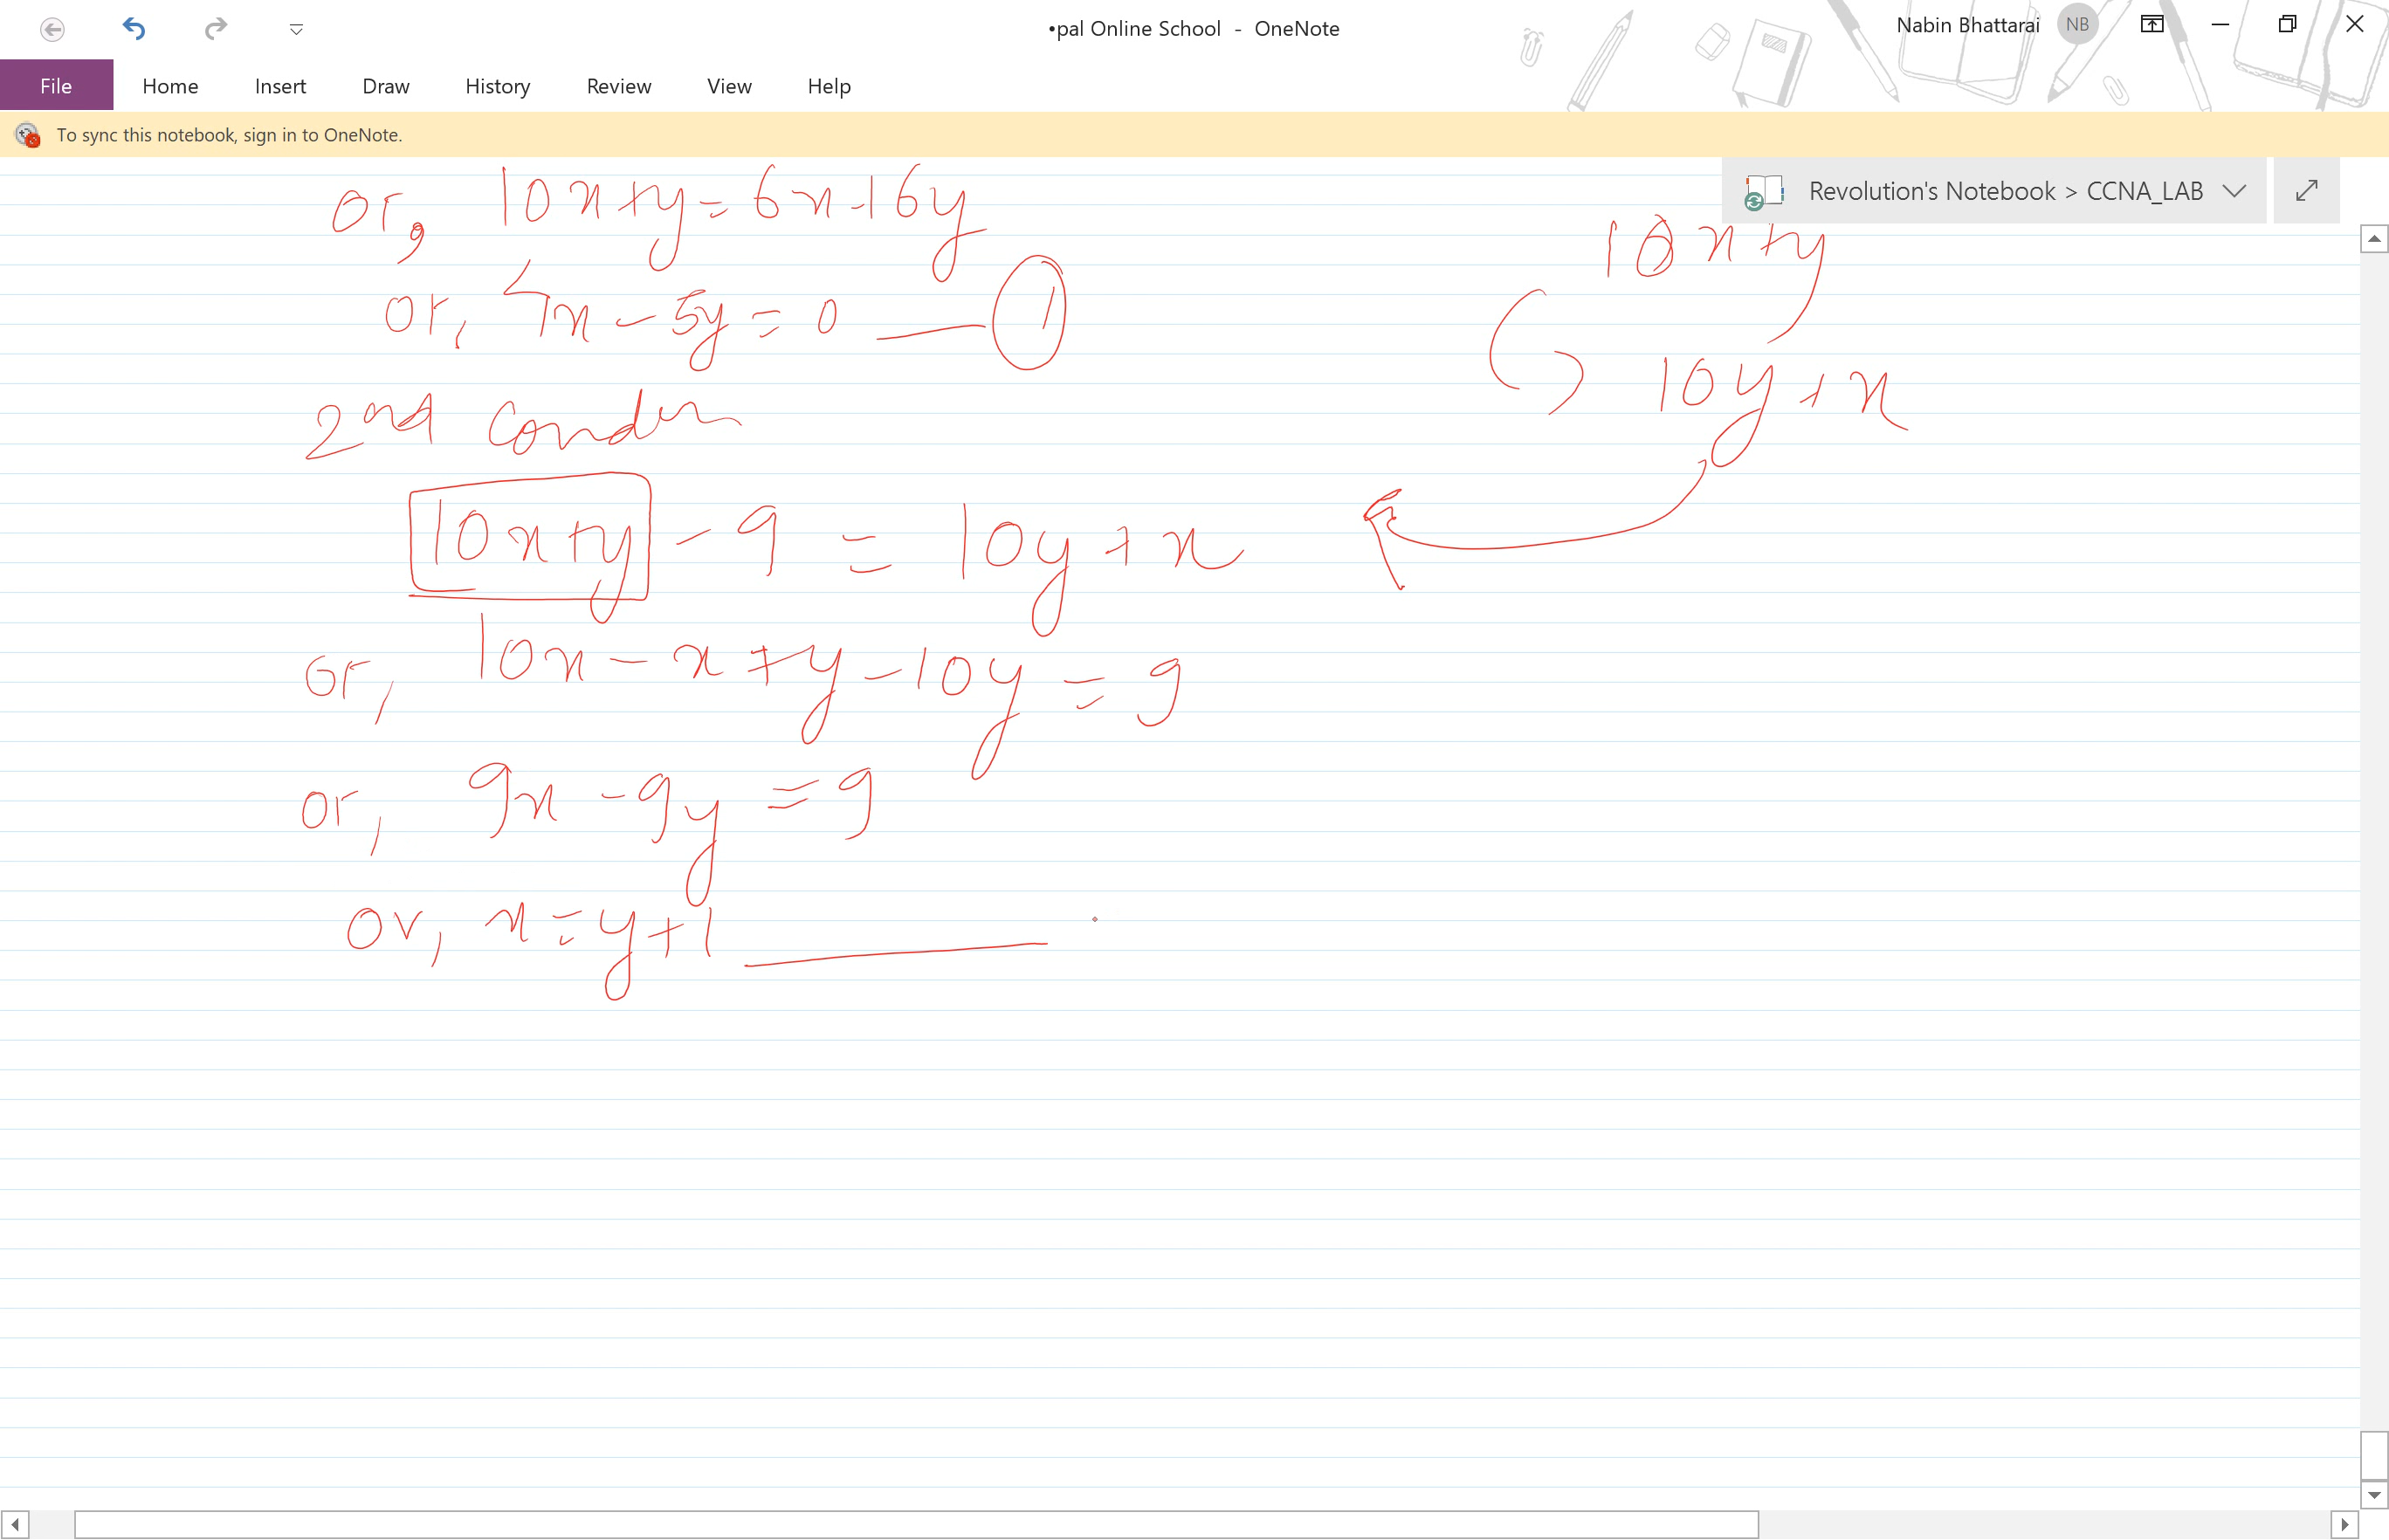 •pal Online School - OneNote
Nabin Bhattarai NB
File Home Insert Draw History Review View Help
To sync this notebook, sign in to OneNote.
Revolution's Notebook > CCNA_LAB
or, 10x+y=6x+6y
10x+y
or, 4x-5y=0 — 1
10y+x
2nd Condn
10x+y - 9 = 10y+x
or, 10x-x+y-10y=9
or, 9x-9y=9
or, x=y+1